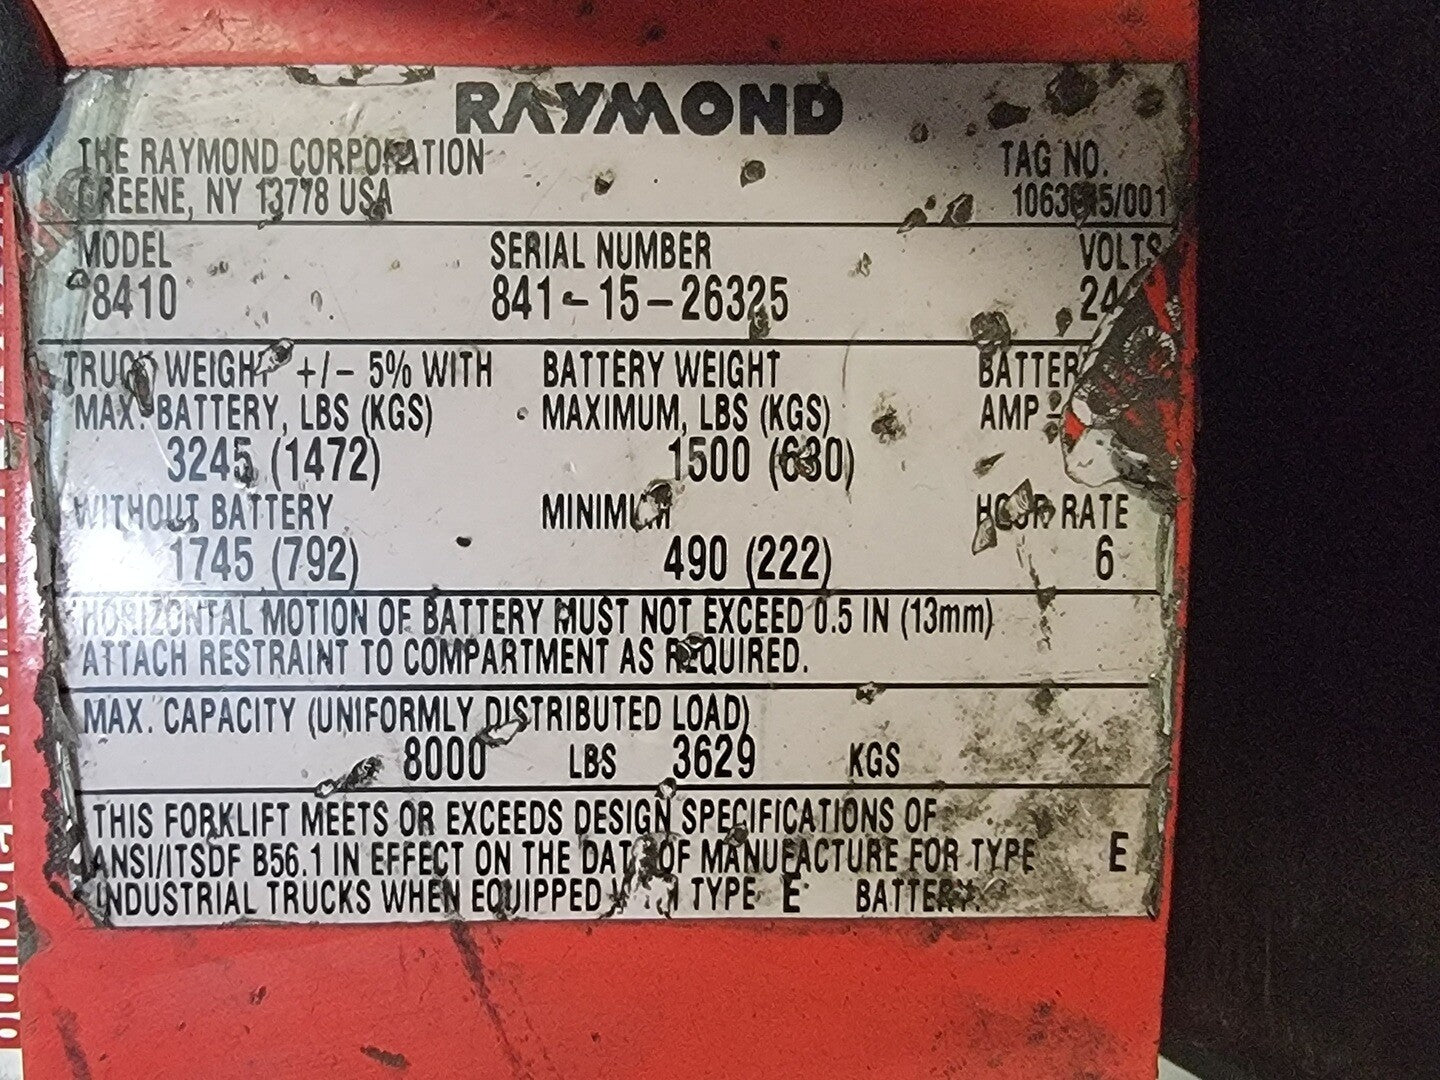 RAYMOND
THE RAYMOND CORPORATION
GREENE, NY 13778 USA
TAG NO.
MODEL SERIAL NUMBER VOLTS
8410 841-15-26325 24
TRUCK WEIGHT +/- 5% WITH BATTERY WEIGHT
MAX. BATTERY, LBS (KGS) MAXIMUM, LBS (KGS) AMP
3245 (1472) 1500 (680)
WITHOUT BATTERY MINIMUM HOUR RATE
1745 (792) 490 (222) 6
HORIZONTAL MOTION OF BATTERY MUST NOT EXCEED 0.5 IN (13mm)
ATTACH RESTRAINT TO COMPARTMENT AS REQUIRED.
MAX. CAPACITY (UNIFORMLY DISTRIBUTED LOAD)
8000 LBS 3629 KGS
THIS FORKLIFT MEETS OR EXCEEDS DESIGN SPECIFICATIONS OF
ANSI/ITSDF B56.1 IN EFFECT ON THE DATE OF MANUFACTURE FOR TYPE E
INDUSTRIAL TRUCKS WHEN EQUIPPED WITH TYPE E BATTERY.